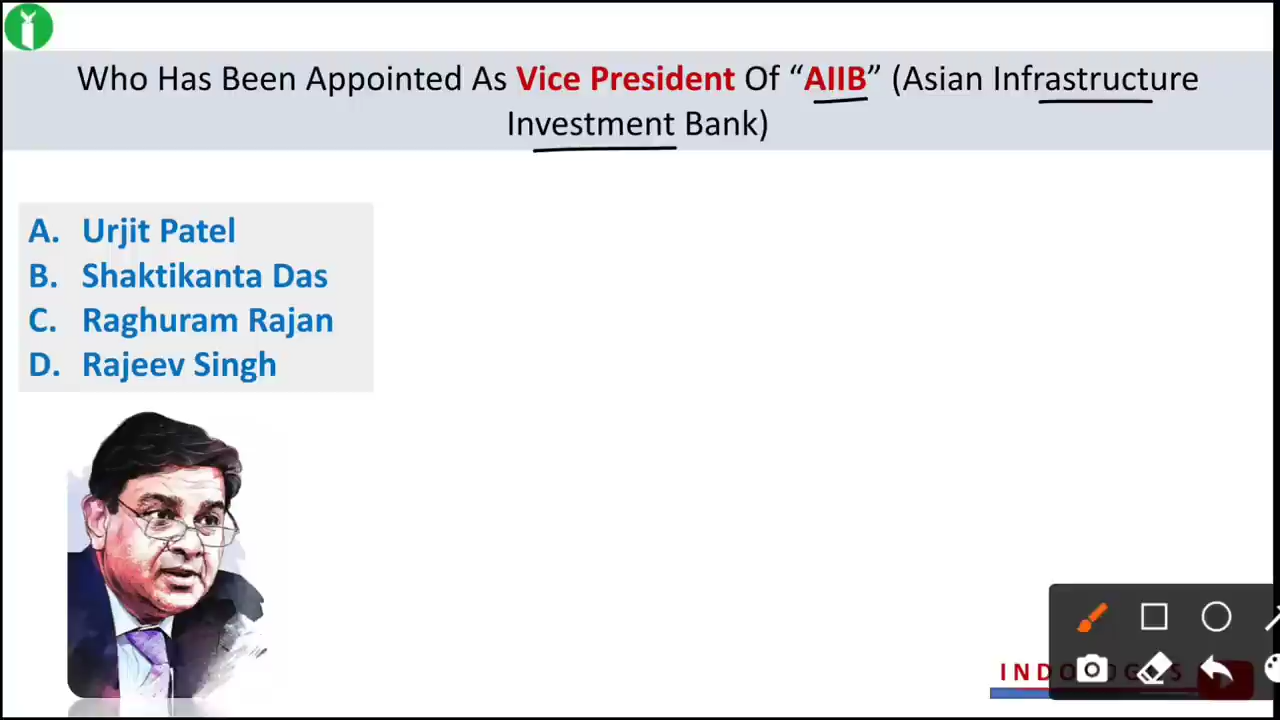 Who Has Been Appointed As Vice President Of “AIIB” (Asian Infrastructure
Investment Bank)
A. Urjit Patel
B. Shaktikanta Das
C. Raghuram Rajan
D. Rajeev Singh